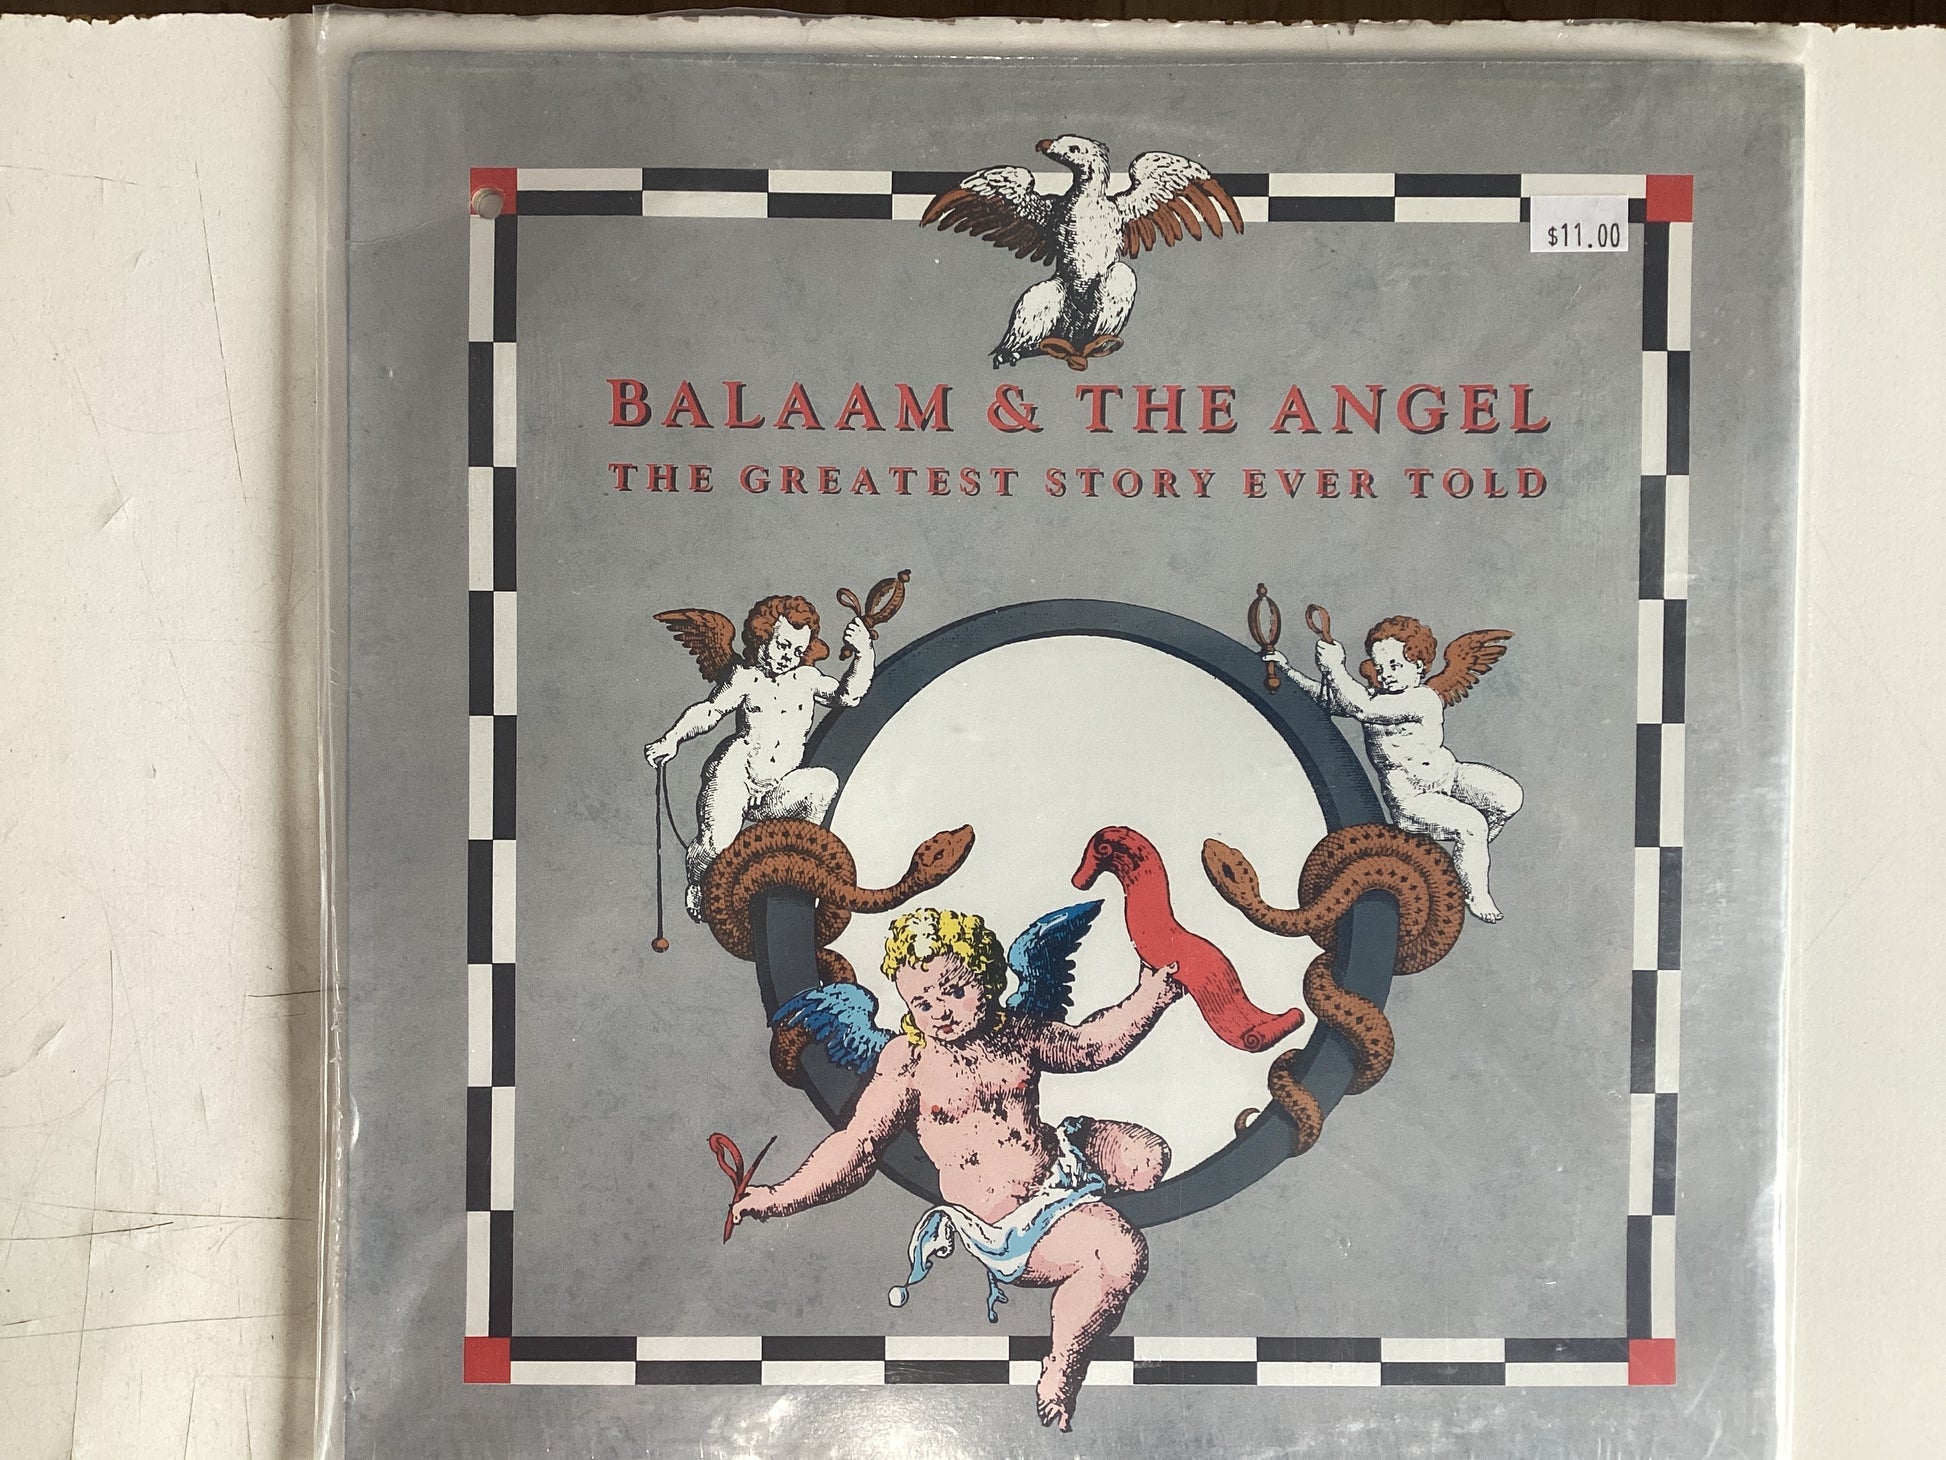 $11.00
BALAAM & THE ANGEL
THE GREATEST STORY EVER TOLD